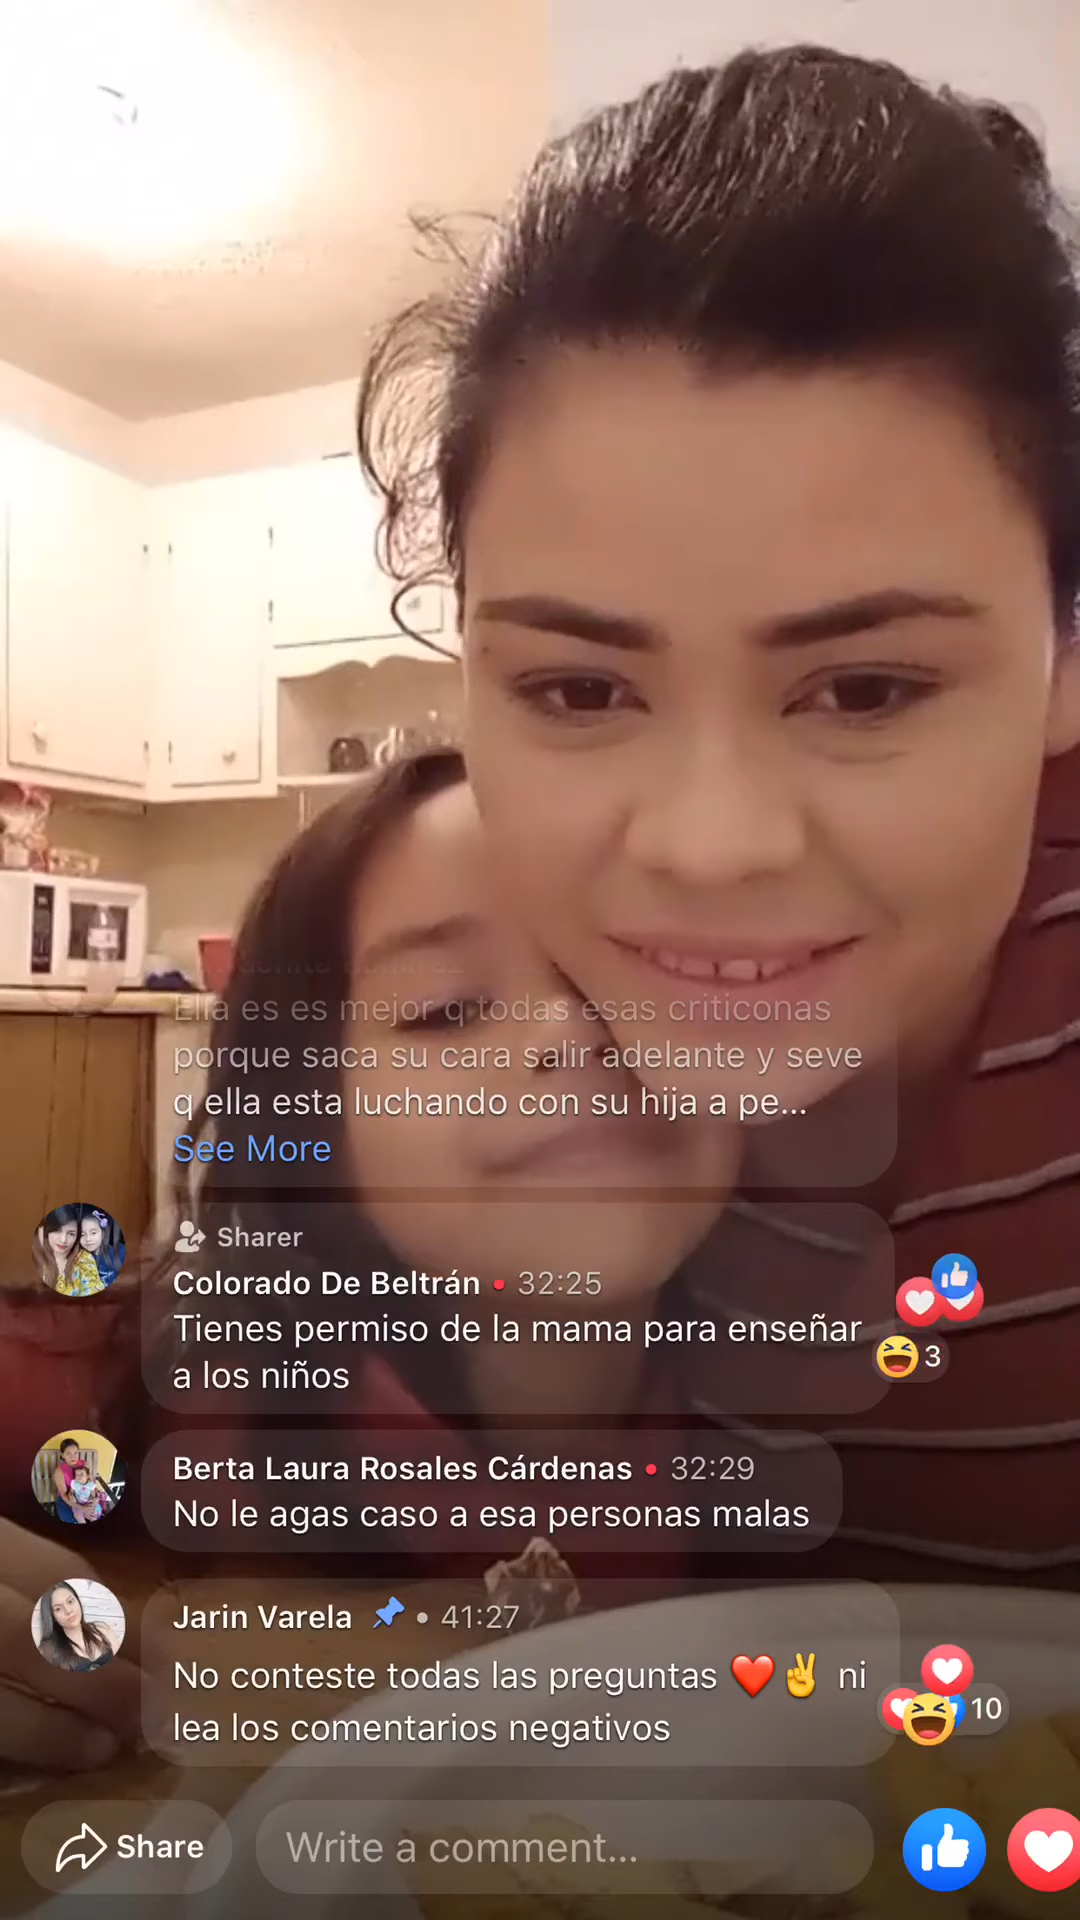 Ella es es mejor q todas esas criticonas
porque saca su cara salir adelante y seve
q ella esta luchando con su hija a pe...
See More
Sharer
Colorado De Beltrán • 32:25
Tienes permiso de la mama para enseñar
a los niños
3
Berta Laura Rosales Cárdenas • 32:29
No le agas caso a esa personas malas
Jarin Varela 📌 • 41:27
No conteste todas las preguntas ❤️✌️ ni
lea los comentarios negativos
10
Share
Write a comment...